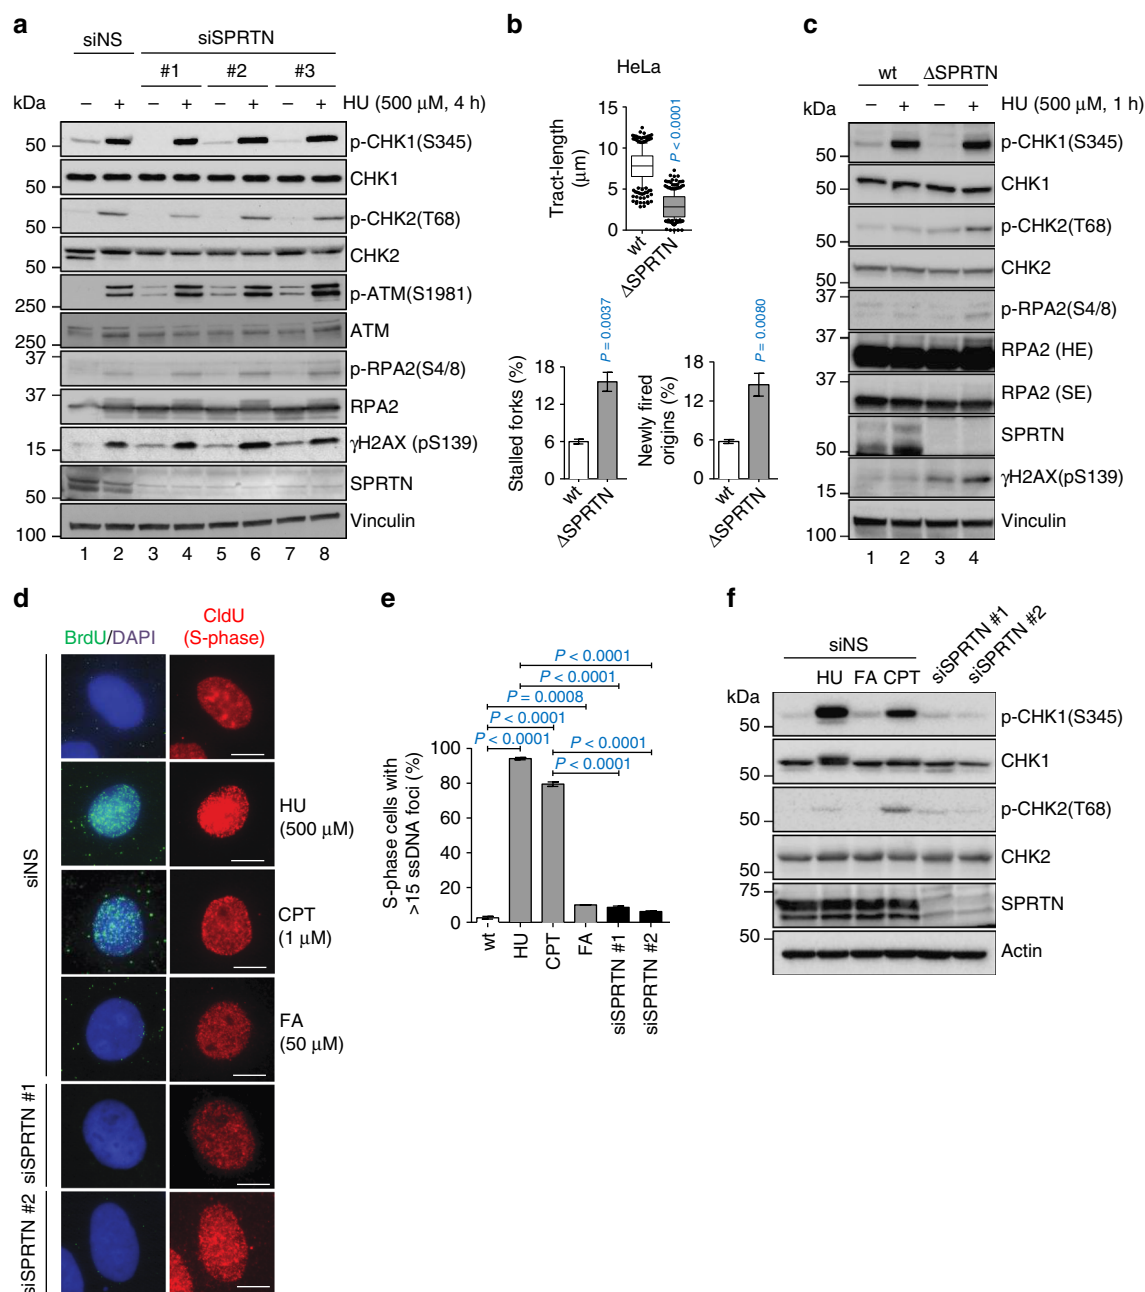 a
siNS
siSPRTN
#1
#2
#3
kDa
– + – + – + – +
HU (500 μM, 4 h)
50
p-CHK1(S345)
50
CHK1
50
p-CHK2(T68)
50
CHK2
250
p-ATM(S1981)
250
ATM
37
p-RPA2(S4/8)
37
RPA2
15
γH2AX (pS139)
50
SPRTN
100
Vinculin
1 2 3 4 5 6 7 8
b
HeLa
Tract-length
(μm)
15
10
5
0
P < 0.0001
wt
ΔSPRTN
Stalled forks (%)
18
12
6
0
P = 0.0037
wt
ΔSPRTN
Newly fired
origins (%)
18
12
6
0
P = 0.0080
wt
ΔSPRTN
c
wt
ΔSPRTN
kDa
– + – +
HU (500 μM, 1 h)
50
p-CHK1(S345)
50
CHK1
50
p-CHK2(T68)
50
CHK2
37
p-RPA2(S4/8)
37
RPA2 (HE)
37
RPA2 (SE)
50
SPRTN
15
γH2AX(pS139)
100
Vinculin
1 2 3 4
d
BrdU/DAPI
CldU
(S-phase)
siNS
HU
(500 μM)
CPT
(1 μM)
FA
(50 μM)
siSPRTN #1
siSPRTN #2
e
P < 0.0001
P < 0.0001
P = 0.0008
P < 0.0001
P < 0.0001
P < 0.0001
P < 0.0001
S-phase cells with
>15 ssDNA foci (%)
100
80
60
40
20
0
wt
HU
CPT
FA
siSPRTN #1
siSPRTN #2
f
siNS
siSPRTN #1
siSPRTN #2
kDa
HU FA CPT
50
p-CHK1(S345)
50
CHK1
50
p-CHK2(T68)
50
CHK2
75
SPRTN
50
Actin